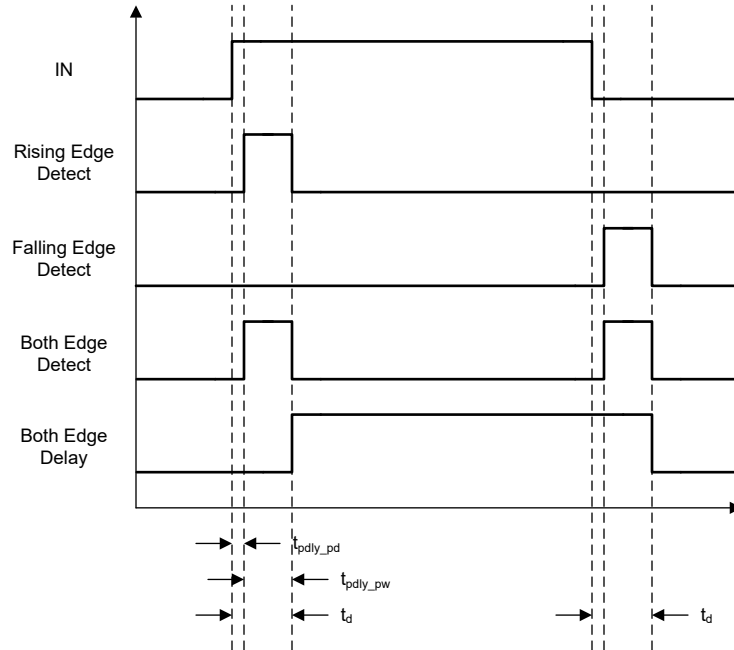 IN
Rising Edge
Detect
Falling Edge
Detect
Both Edge
Detect
Both Edge
Delay
tpdly_pd
tpdly_pw
td
td